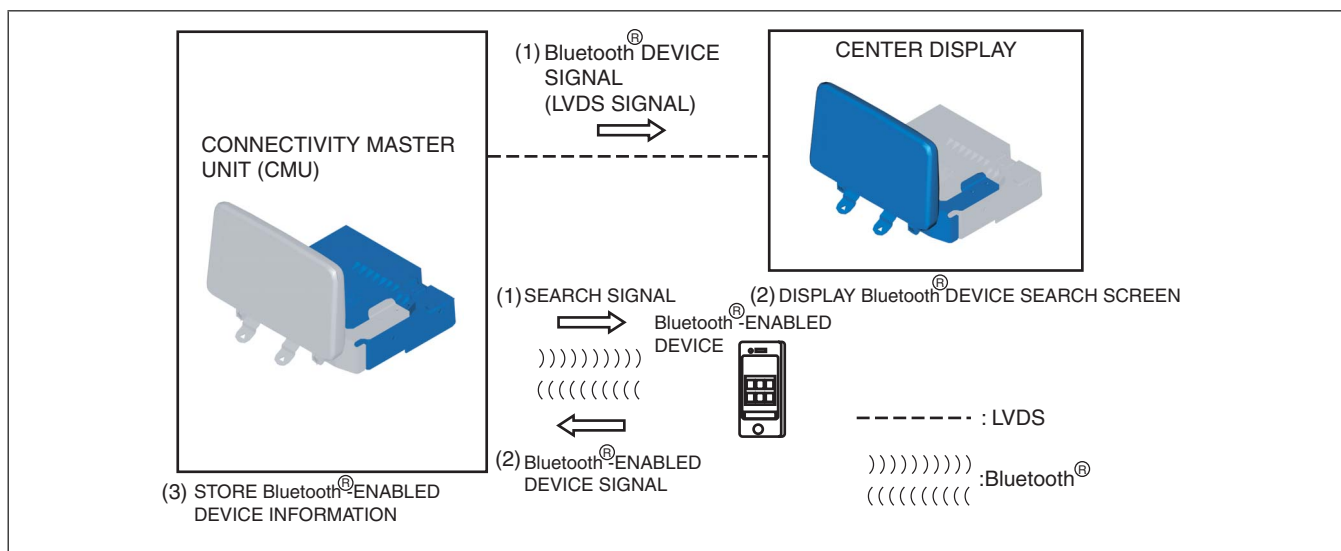 CONNECTIVITY MASTER
UNIT (CMU)
(1) Bluetooth® DEVICE
SIGNAL
(LVDS SIGNAL)
CENTER DISPLAY
(1) SEARCH SIGNAL
Bluetooth®-ENABLED
DEVICE
(2) DISPLAY Bluetooth® DEVICE SEARCH SCREEN
(2) Bluetooth®-ENABLED
DEVICE SIGNAL
(3) STORE Bluetooth®-ENABLED
DEVICE INFORMATION
: LVDS
:Bluetooth®